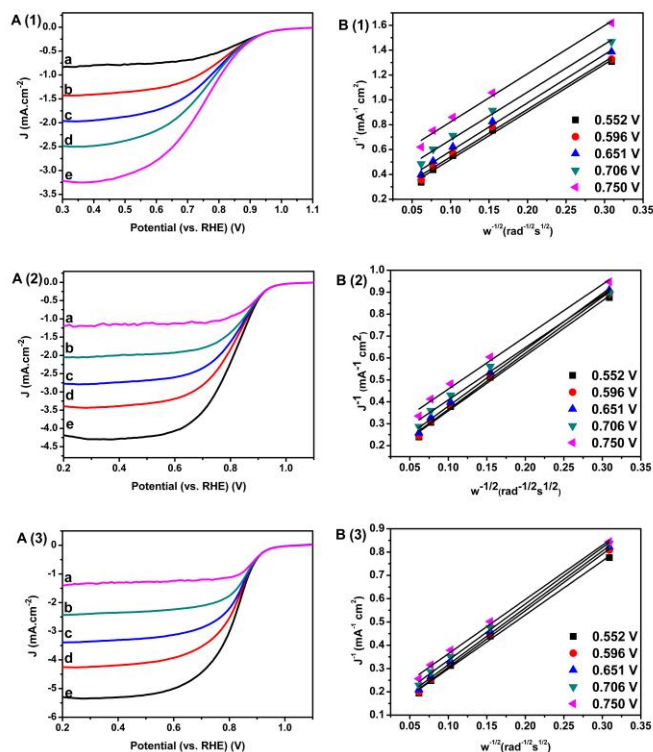 A (1)
B (1)
0.0
-0.5
-1.0
-1.5
-2.0
-2.5
-3.0
-3.5
J (mA.cm⁻²)
a
b
c
d
e
0.3 0.4 0.5 0.6 0.7 0.8 0.9 1.0 1.1
Potential (vs. RHE) (V)
1.6
1.4
1.2
1.0
0.8
0.6
0.4
0.2
J⁻¹ (mA⁻¹ cm²)
0.552 V
0.596 V
0.651 V
0.706 V
0.750 V
0.05 0.10 0.15 0.20 0.25 0.30
w⁻¹/²(rad⁻¹/²s¹/²)
A (2)
B (2)
0.0
-0.5
-1.0
-1.5
-2.0
-2.5
-3.0
-3.5
-4.0
-4.5
J (mA.cm⁻²)
a
b
c
d
e
0.2 0.4 0.6 0.8 1.0
Potential (vs. RHE) (V)
1.0
0.9
0.8
0.7
0.6
0.5
0.4
0.3
0.2
J⁻¹ (mA⁻¹ cm²)
0.552 V
0.596 V
0.651 V
0.706 V
0.750 V
0.05 0.10 0.15 0.20 0.25 0.30
w⁻¹/²(rad⁻¹/²s¹/²)
A (3)
B (3)
0
-1
-2
-3
-4
-5
-6
J (mA.cm⁻²)
a
b
c
d
e
0.2 0.4 0.6 0.8 1.0
Potential (vs. RHE) (V)
0.9
0.8
0.7
0.6
0.5
0.4
0.3
0.2
0.1
J⁻¹ (mA⁻¹ cm²)
0.552 V
0.596 V
0.651 V
0.706 V
0.750 V
0.05 0.10 0.15 0.20 0.25 0.30
w⁻¹/²(rad⁻¹/²s¹/²)